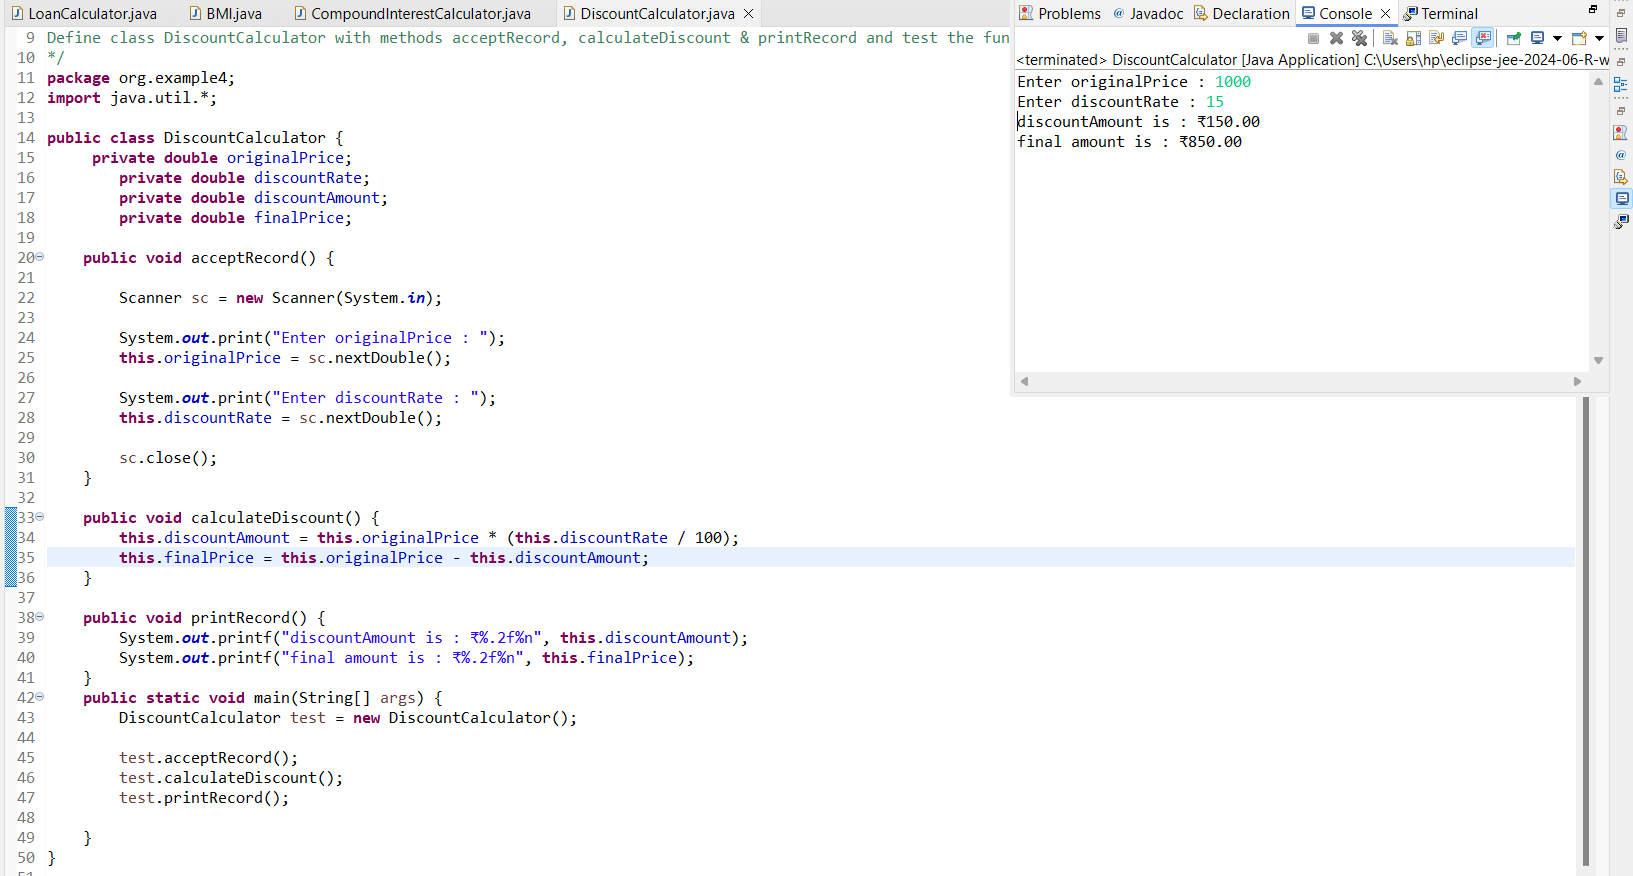 LoanCalculator.java BMI.java CompoundInterestCalculator.java DiscountCalculator.java
9 Define class DiscountCalculator with methods acceptRecord, calculateDiscount & printRecord and test the fun
10 */
11 package org.example4;
12 import java.util.*;
13
14 public class DiscountCalculator {
15 private double originalPrice;
16 private double discountRate;
17 private double discountAmount;
18 private double finalPrice;
19
20 public void acceptRecord() {
21
22 Scanner sc = new Scanner(System.in);
23
24 System.out.print("Enter originalPrice : ");
25 this.originalPrice = sc.nextDouble();
26
27 System.out.print("Enter discountRate : ");
28 this.discountRate = sc.nextDouble();
29
30 sc.close();
31 }
32
33 public void calculateDiscount() {
34 this.discountAmount = this.originalPrice * (this.discountRate / 100);
35 this.finalPrice = this.originalPrice - this.discountAmount;
36 }
37
38 public void printRecord() {
39 System.out.printf("discountAmount is : ₹%.2f%n", this.discountAmount);
40 System.out.printf("final amount is : ₹%.2f%n", this.finalPrice);
41 }
42 public static void main(String[] args) {
43 DiscountCalculator test = new DiscountCalculator();
44
45 test.acceptRecord();
46 test.calculateDiscount();
47 test.printRecord();
48
49 }
50 }
Problems @ Javadoc Declaration Console Terminal
<terminated> DiscountCalculator [Java Application] C:\Users\hp\eclipse-jee-2024-06-R-w
Enter originalPrice : 1000
Enter discountRate : 15
discountAmount is : ₹150.00
final amount is : ₹850.00